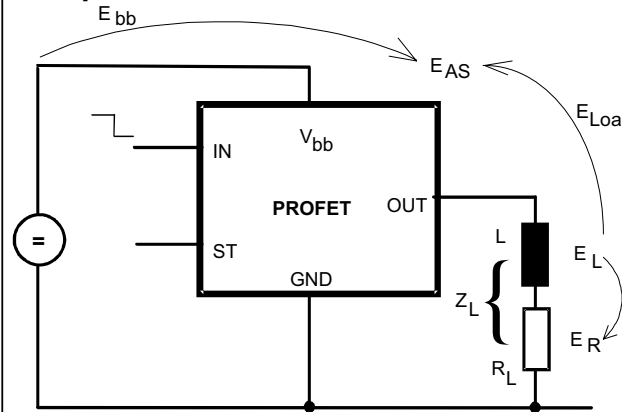 E bb
E AS
E Loa
V bb
IN
PROFET
OUT
ST
GND
L
E L
Z L {
E R
R L
=